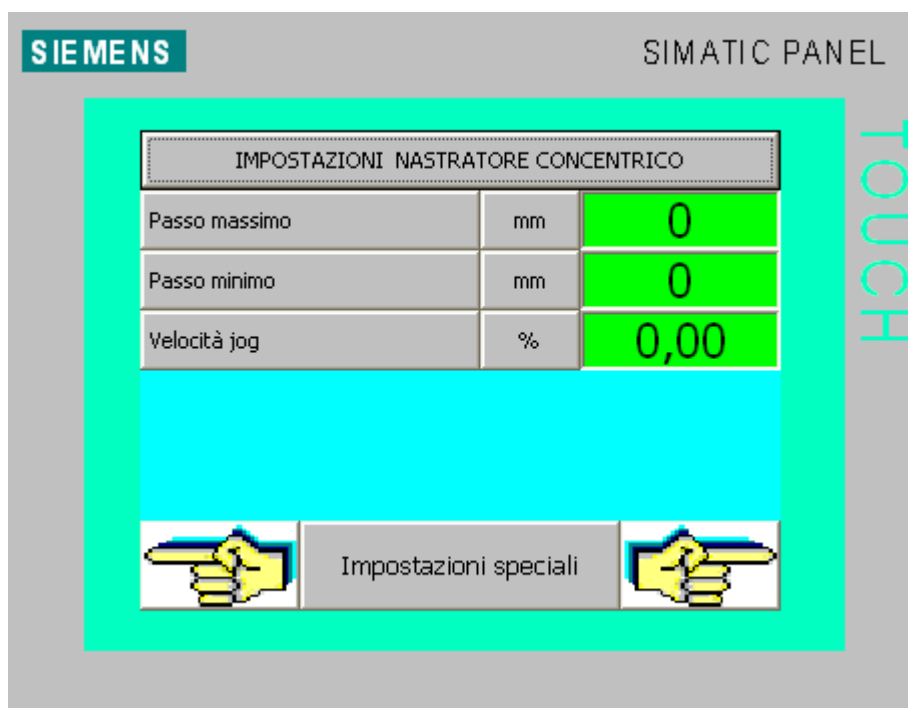 SIEMENS
SIMATIC PANEL
TOUCH
IMPOSTAZIONI NASTRATORE CONCENTRICO
Passo massimo mm 0
Passo minimo mm 0
Velocità jog % 0,00
Impostazioni speciali